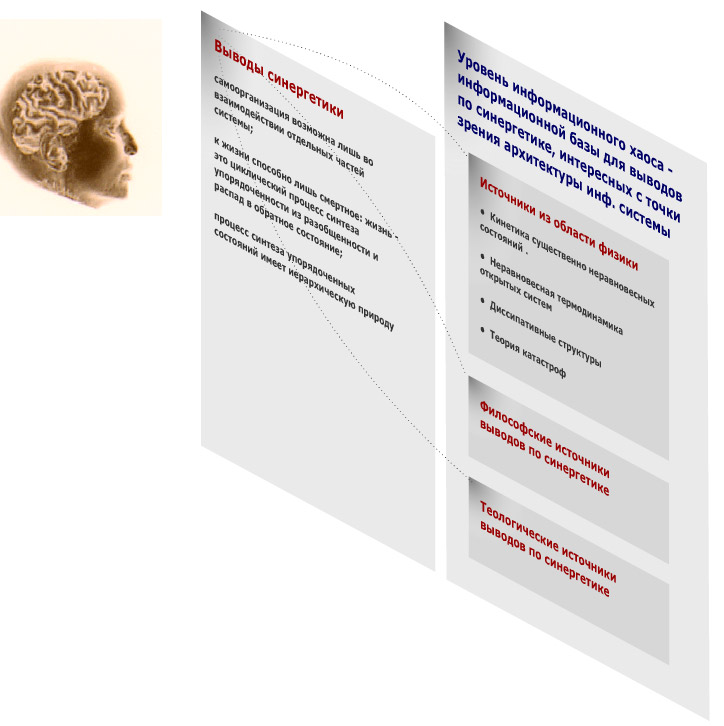 Выводы синергетики
самоорганизация возможна лишь во
взаимодействии отдельных частей
системы;
к жизни способно лишь смертное: жизнь -
это циклический процесс синтеза
упорядоченности из разобщенности и
распад в обратное состояние;
процесс синтеза упорядоченных
состояний имеет иерархическую природу
Уровень информационного хаоса –
информационной базы для выводов
по синергетике, интересных с точки
зрения архитектуры инф. системы
Источники из области физики
• Кинетика существенно неравновесных
состояний .
• Неравновесная термодинамика
открытых систем
• Диссипативные структуры
• Теория катастроф
Философские источники
выводов по синергетике
Теологические источники
выводов по синергетике